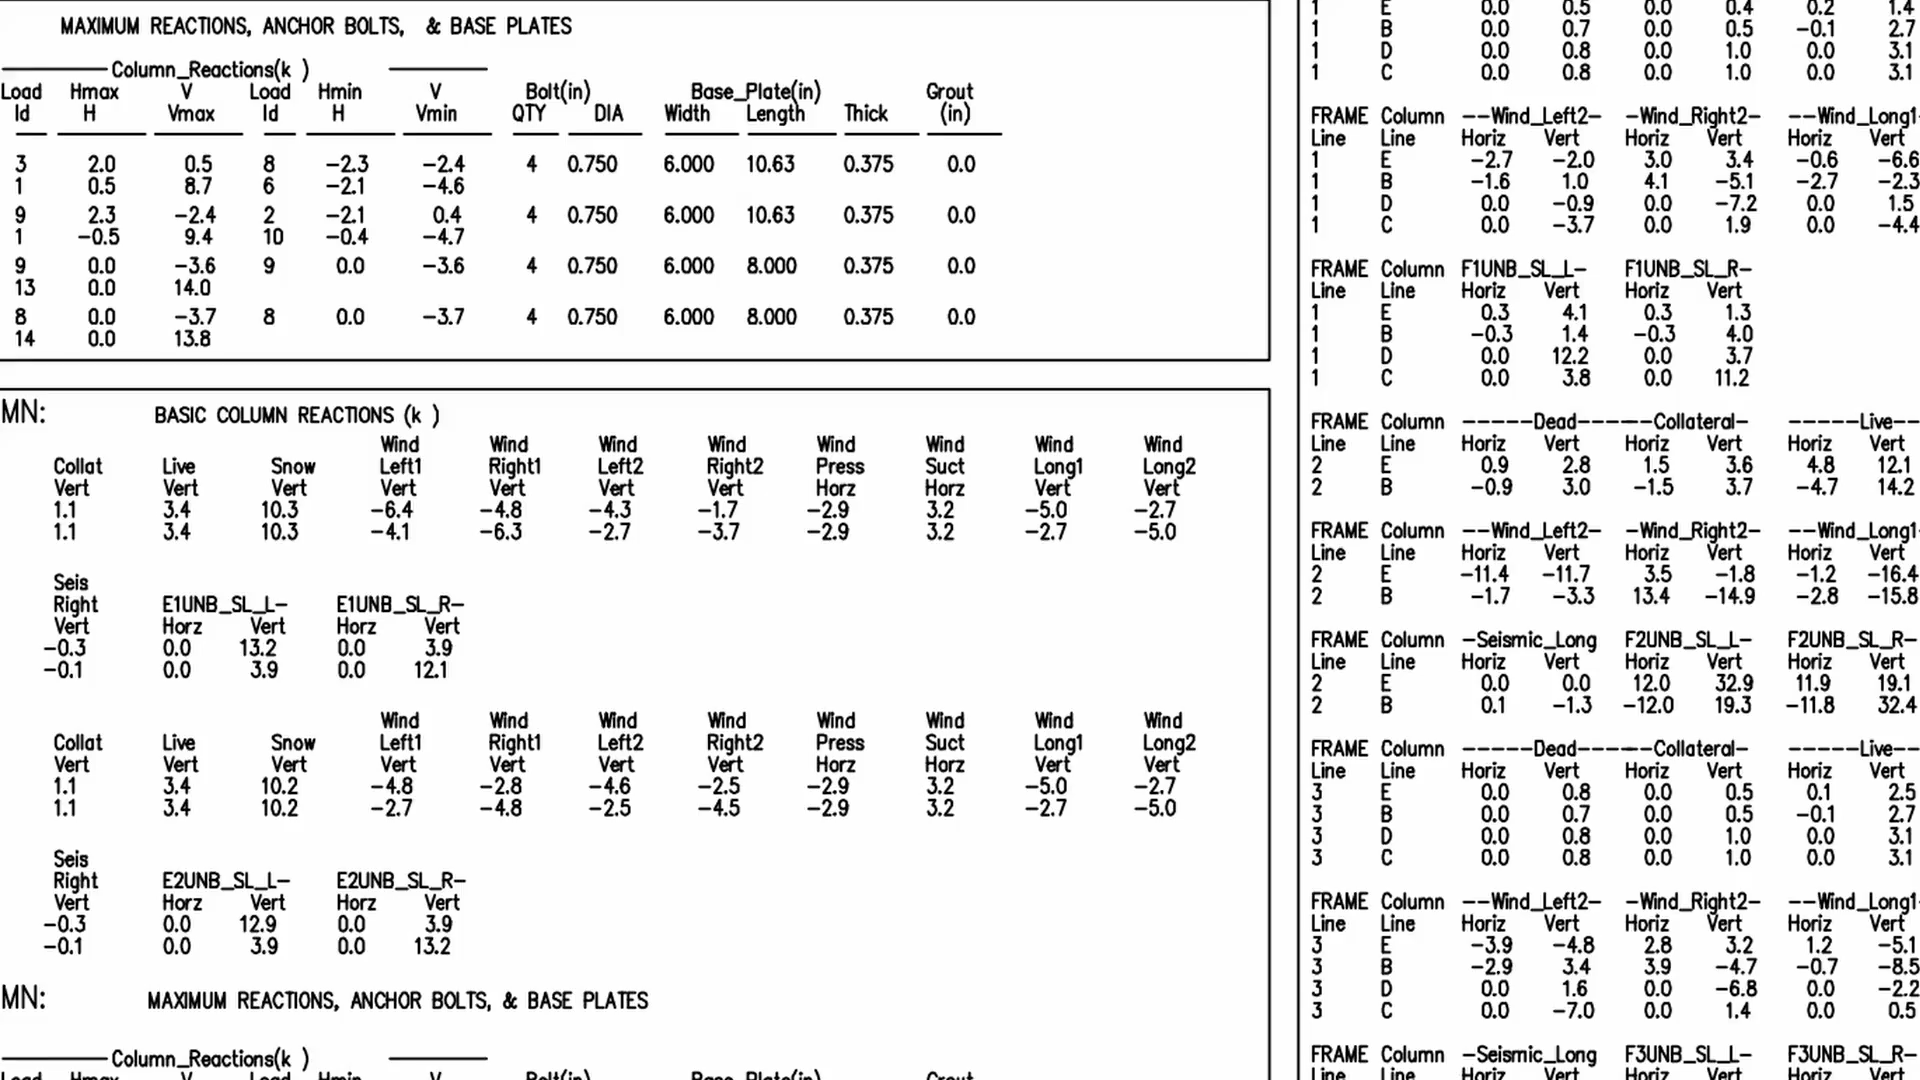 MAXIMUM REACTIONS, ANCHOR BOLTS, & BASE PLATES
Column_Reactions(k )
Load Hmax V Load Hmin V Bolt(in) Base_Plate(in) Grout
Id H Vmax Id H Vmin QTY DIA Width Length Thick (in)
3 2.0 0.5 8 -2.3 -2.4 4 0.750 6.000 10.63 0.375 0.0
1 0.5 8.7 6 -2.1 -4.6
9 2.3 -2.4 2 -2.1 0.4 4 0.750 6.000 10.63 0.375 0.0
1 -0.5 9.4 10 -0.4 -4.7
9 0.0 -3.6 9 0.0 -3.6 4 0.750 6.000 8.000 0.375 0.0
13 0.0 14.0
8 0.0 -3.7 8 0.0 -3.7 4 0.750 6.000 8.000 0.375 0.0
14 0.0 13.8
MN: BASIC COLUMN REACTIONS (k )
Wind Wind Wind Wind Wind Wind Wind Wind
Collat Live Snow Left1 Right1 Left2 Right2 Press Suct Long1 Long2
Vert Vert Vert Vert Vert Vert Vert Horz Horz Vert Vert
1.1 3.4 10.3 -6.4 -4.8 -4.3 -1.7 -2.9 3.2 -5.0 -2.7
1.1 3.4 10.3 -4.1 -6.3 -2.7 -3.7 -2.9 3.2 -2.7 -5.0
Seis
Right E1UNB_SL_L- E1UNB_SL_R-
Vert Horz Vert Horz Vert
-0.3 0.0 13.2 0.0 3.9
-0.1 0.0 3.9 0.0 12.1
Wind Wind Wind Wind Wind Wind Wind Wind
Collat Live Snow Left1 Right1 Left2 Right2 Press Suct Long1 Long2
Vert Vert Vert Vert Vert Vert Vert Horz Horz Vert Vert
1.1 3.4 10.2 -4.8 -2.8 -4.6 -2.5 -2.9 3.2 -5.0 -2.7
1.1 3.4 10.2 -2.7 -4.8 -2.5 -4.5 -2.9 3.2 -2.7 -5.0
Seis
Right E2UNB_SL_L- E2UNB_SL_R-
Vert Horz Vert Horz Vert
-0.3 0.0 12.9 0.0 3.9
-0.1 0.0 3.9 0.0 13.2
MN: MAXIMUM REACTIONS, ANCHOR BOLTS, & BASE PLATES
Column_Reactions(k )
Load Hmax V Load Hmin V Bolt(in) Base_Plate(in) Grout
1 E 0.0 0.5 0.0 0.4 0.2 1.4
1 B 0.0 0.7 0.0 0.5 -0.1 2.7
1 D 0.0 0.8 0.0 1.0 0.0 3.1
1 C 0.0 0.8 0.0 1.0 0.0 3.1
FRAME Column --Wind_Left2- -Wind_Right2- --Wind_Long1
Line Line Horiz Vert Horiz Vert Horiz Vert
1 E -2.7 -2.0 3.0 3.4 -0.6 -6.6
1 B -1.6 1.0 4.1 -5.1 -2.7 -2.3
1 D 0.0 -0.9 0.0 -7.2 0.0 1.5
1 C 0.0 -3.7 0.0 1.9 0.0 -4.4
FRAME Column F1UNB_SL_L- F1UNB_SL_R-
Line Line Horiz Vert Horiz Vert
1 E 0.3 4.1 0.3 1.3
1 B -0.3 1.4 -0.3 4.0
1 D 0.0 12.2 0.0 3.7
1 C 0.0 3.8 0.0 11.2
FRAME Column -----Dead------Collateral- -----Live--
Line Line Horiz Vert Horiz Vert Horiz Vert
2 E 0.9 2.8 1.5 3.6 4.8 12.1
2 B -0.9 3.0 -1.5 3.7 -4.7 14.2
FRAME Column --Wind_Left2- -Wind_Right2- --Wind_Long1
Line Line Horiz Vert Horiz Vert Horiz Vert
2 E -11.4 -11.7 3.5 -1.8 -1.2 -16.4
2 B -1.7 -3.3 13.4 -14.9 -2.8 -15.8
FRAME Column -Seismic_Long F2UNB_SL_L- F2UNB_SL_R-
Line Line Horiz Vert Horiz Vert Horiz Vert
2 E 0.0 0.0 12.0 32.9 11.9 19.1
2 B 0.1 -1.3 -12.0 19.3 -11.8 32.4
FRAME Column -----Dead------Collateral- -----Live--
Line Line Horiz Vert Horiz Vert Horiz Vert
3 E 0.0 0.8 0.0 0.5 0.1 2.5
3 B 0.0 0.7 0.0 0.5 -0.1 2.7
3 D 0.0 0.8 0.0 1.0 0.0 3.1
3 C 0.0 0.8 0.0 1.0 0.0 3.1
FRAME Column --Wind_Left2- -Wind_Right2- --Wind_Long1
Line Line Horiz Vert Horiz Vert Horiz Vert
3 E -3.9 -4.8 2.8 3.2 1.2 -5.1
3 B -2.9 3.4 3.9 -4.7 -0.7 -8.5
3 D 0.0 1.6 0.0 -6.8 0.0 -2.2
3 C 0.0 -7.0 0.0 1.4 0.0 0.5
FRAME Column -Seismic_Long F3UNB_SL_L- F3UNB_SL_R-
Line Line Horiz Vert Horiz Vert Horiz Vert